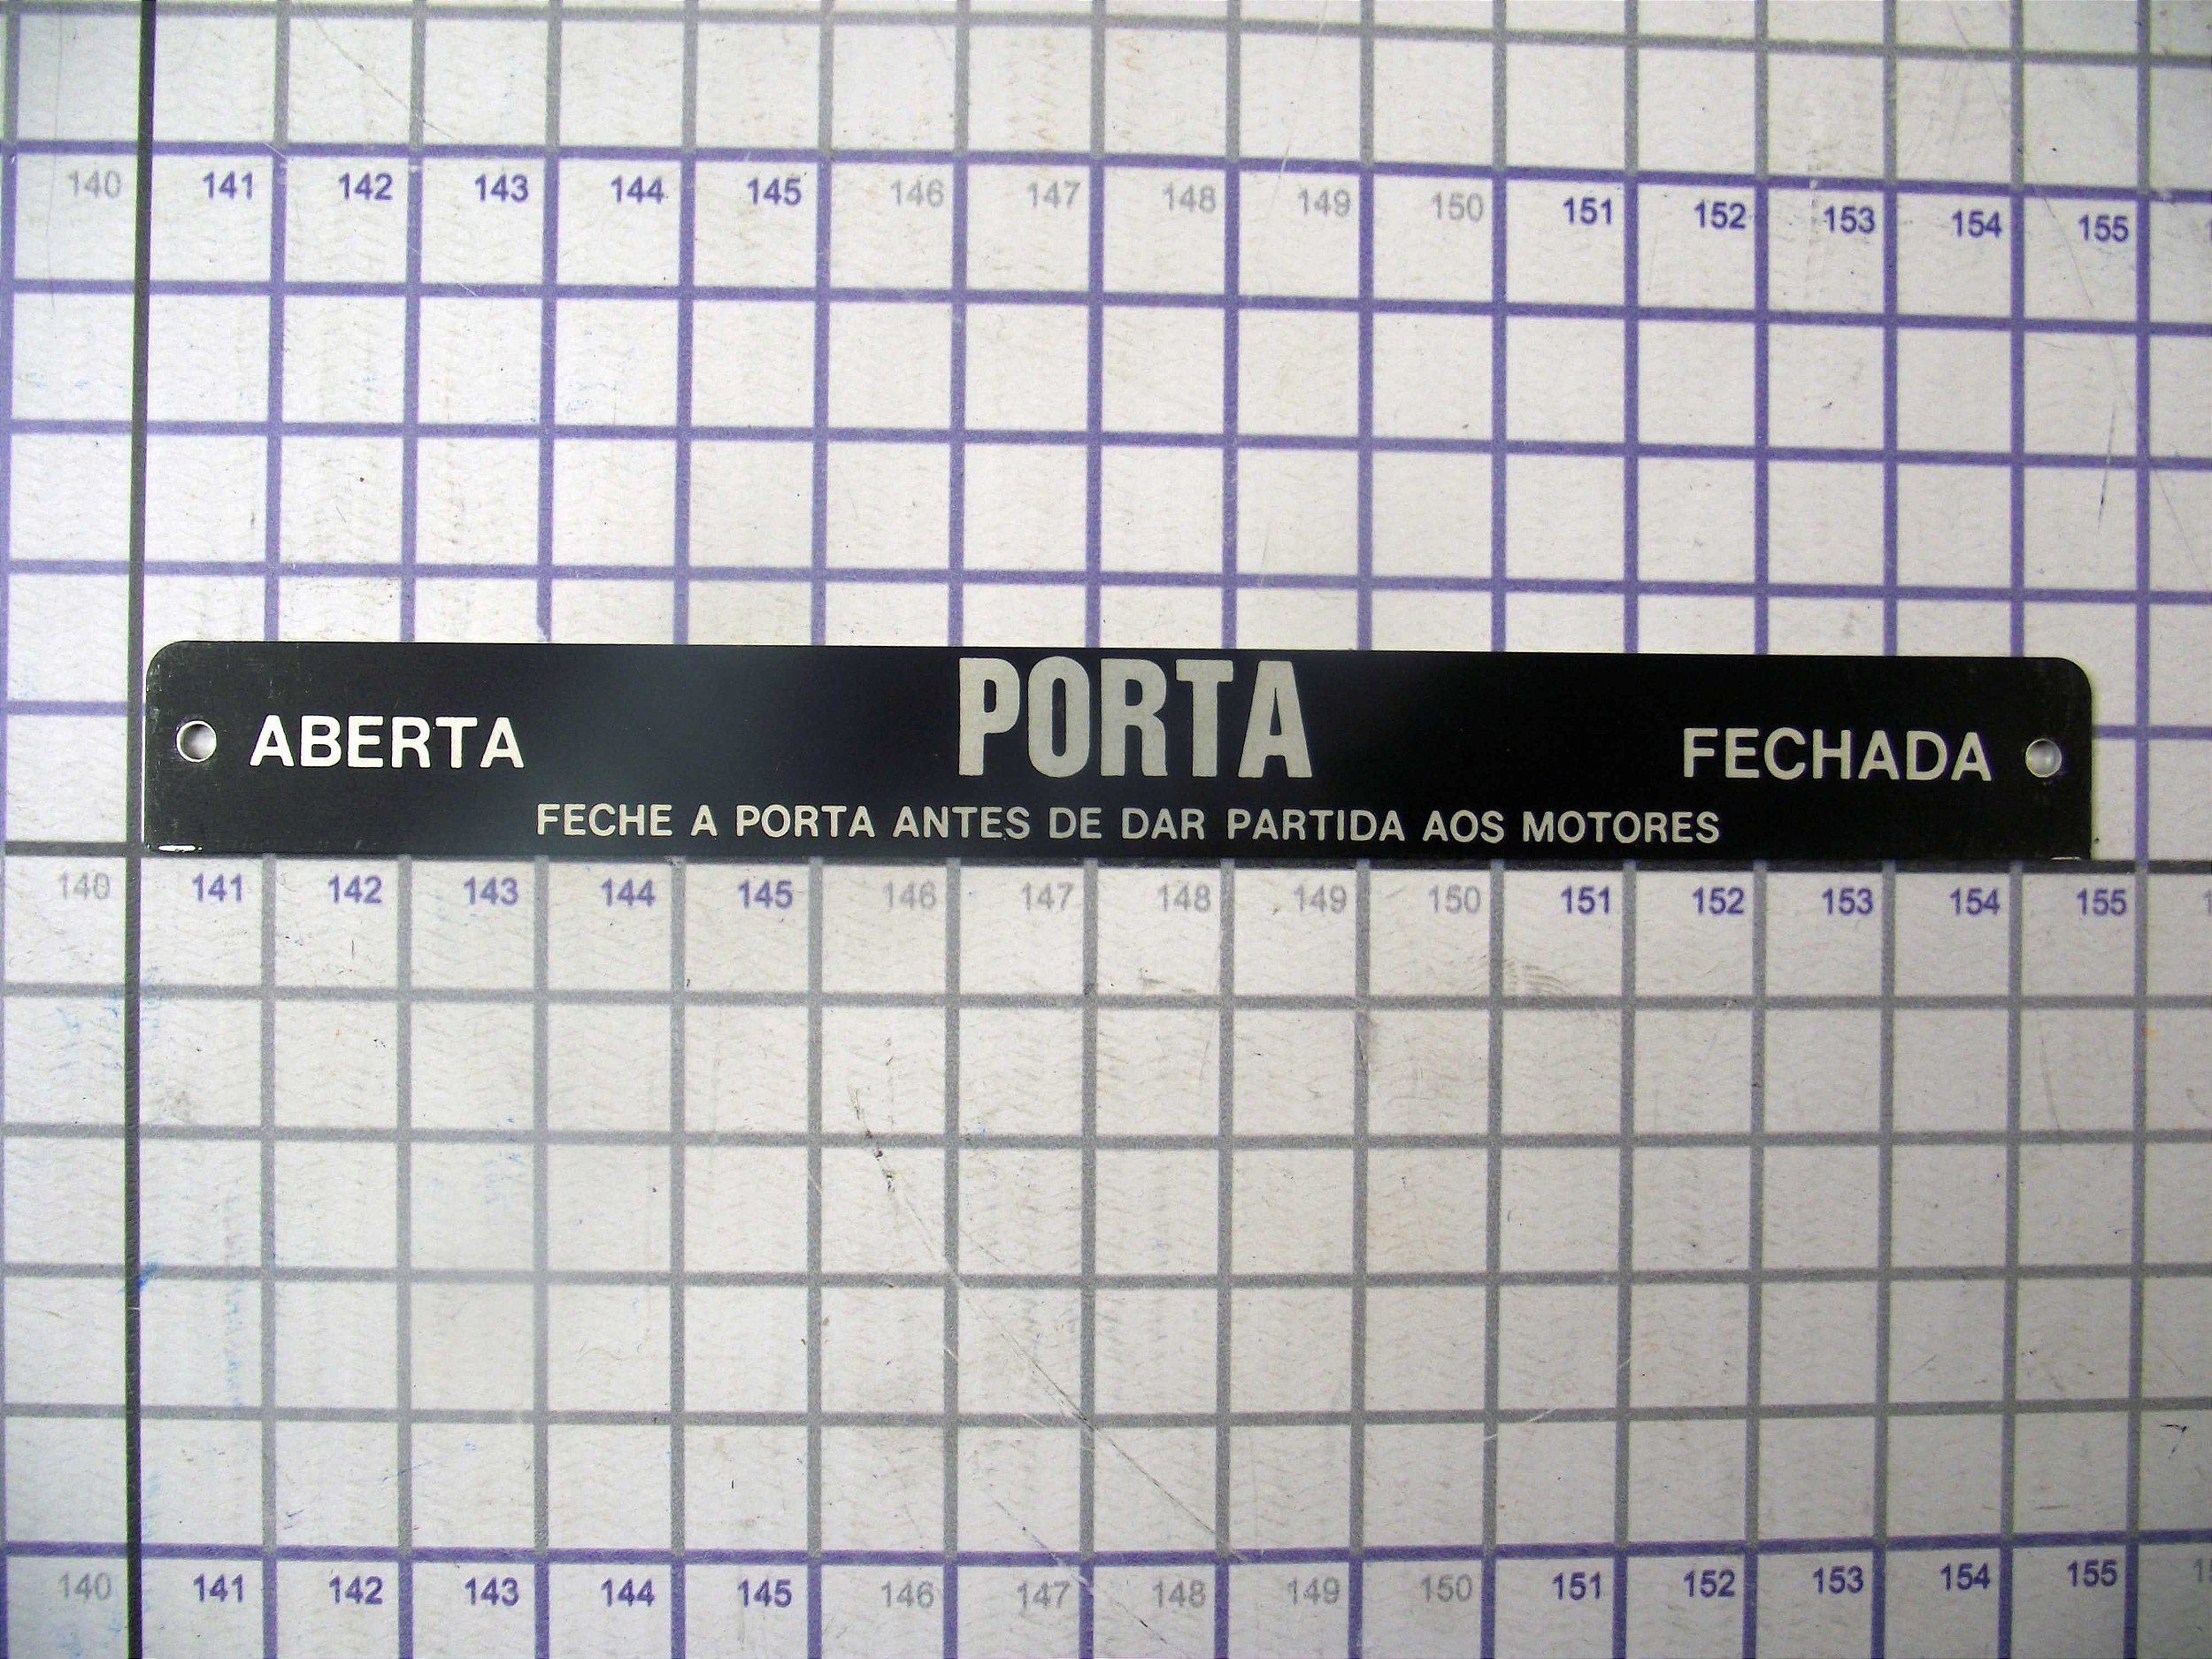 140 141 142 143 144 145 146 147 148 149 150 151 152 153 154 155
PORTA
ABERTA FECHADA
FECHE A PORTA ANTES DE DAR PARTIDA AOS MOTORES
140 141 142 143 144 145 146 147 148 149 150 151 152 153 154 155
140 141 142 143 144 145 146 147 148 149 150 151 152 153 154 155